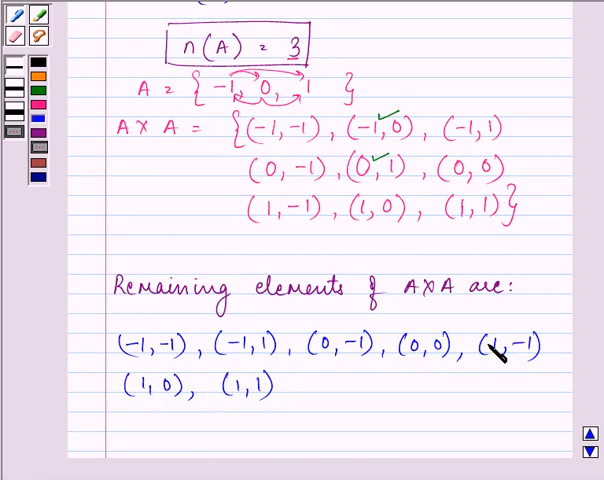 n(A) = 3
A = { -1, 0, 1 }
A X A = {(-1, -1), (-1, 0), (-1, 1)
(0, -1), (0, 1), (0, 0)
(1, -1), (1, 0), (1, 1)}
Remaining elements of A X A are:
(-1, -1), (-1, 1), (0, -1), (0, 0), (1, -1)
(1, 0), (1, 1)